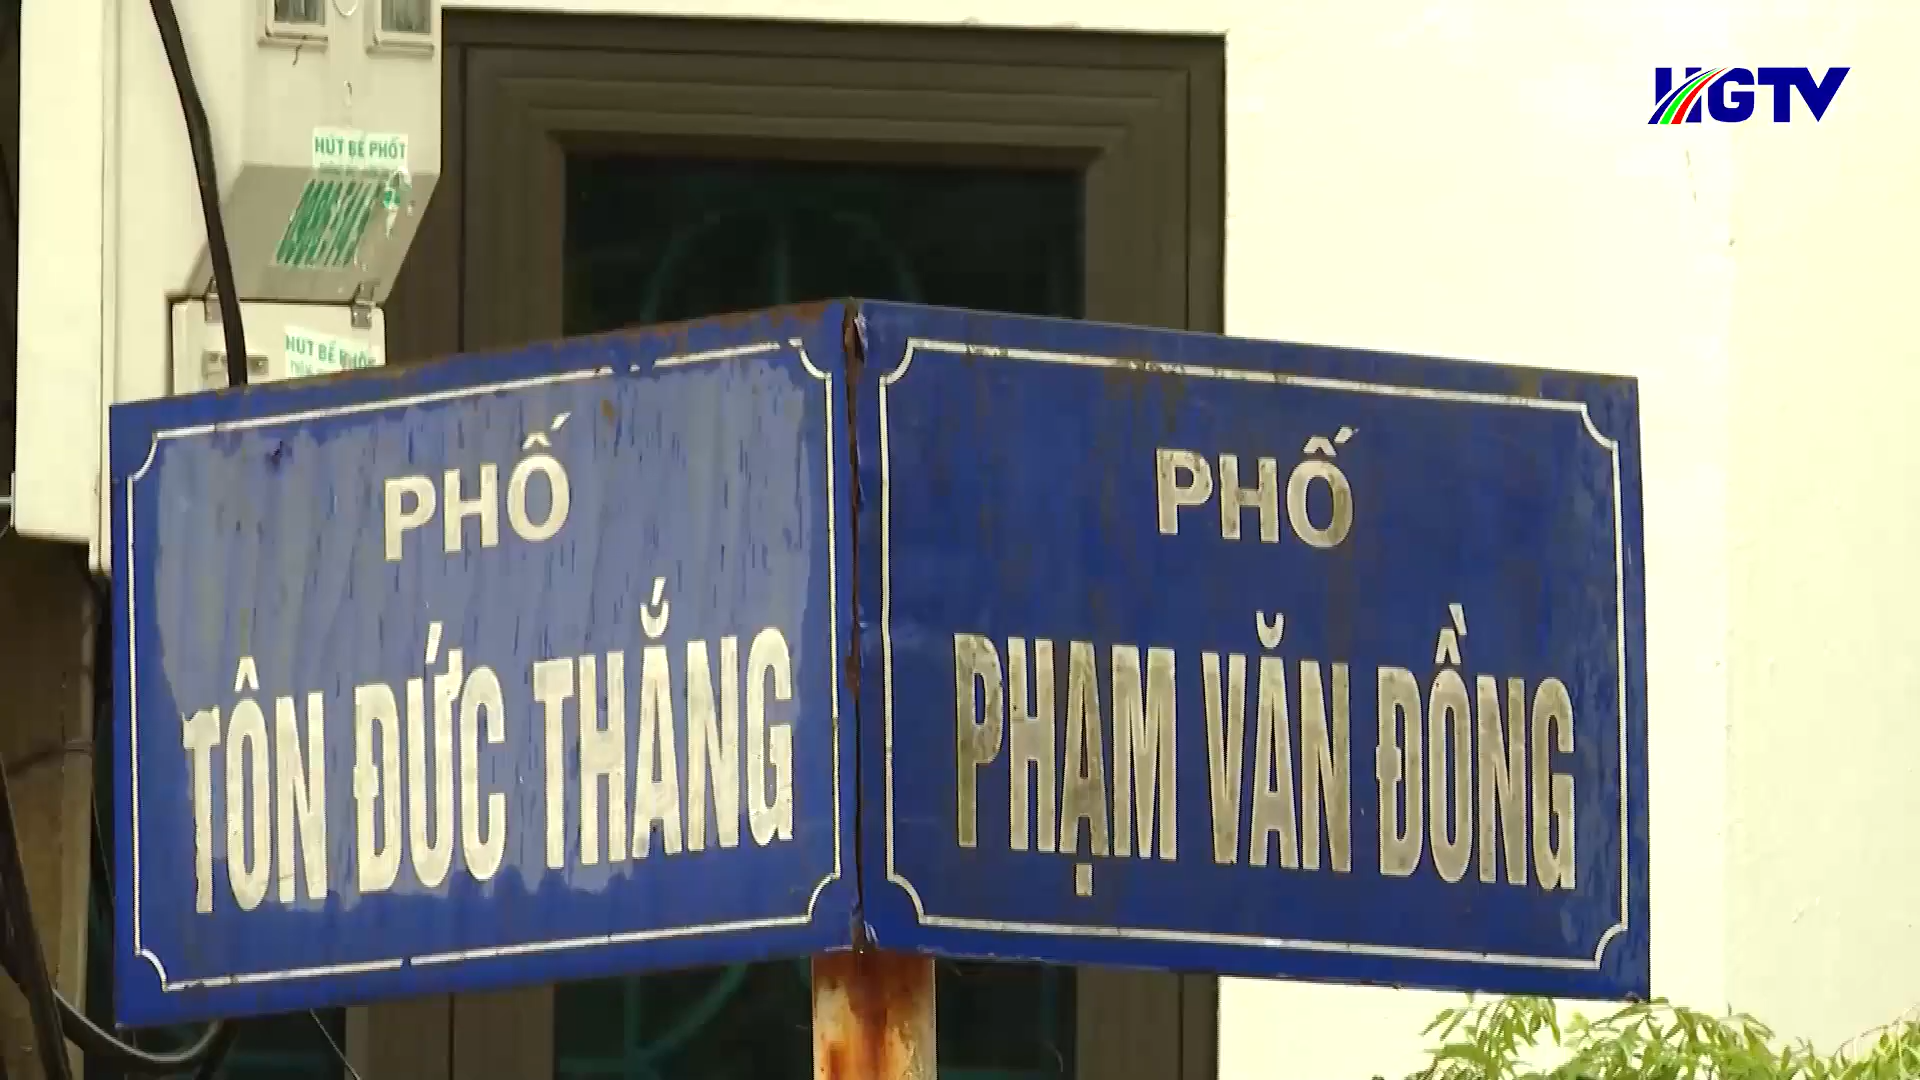 HGTV
HÚT BỂ PHỐT
HÚT BỂ PHỐT
PHỐ
TÔN ĐỨC THẮNG
PHỐ
PHẠM VĂN ĐỒNG